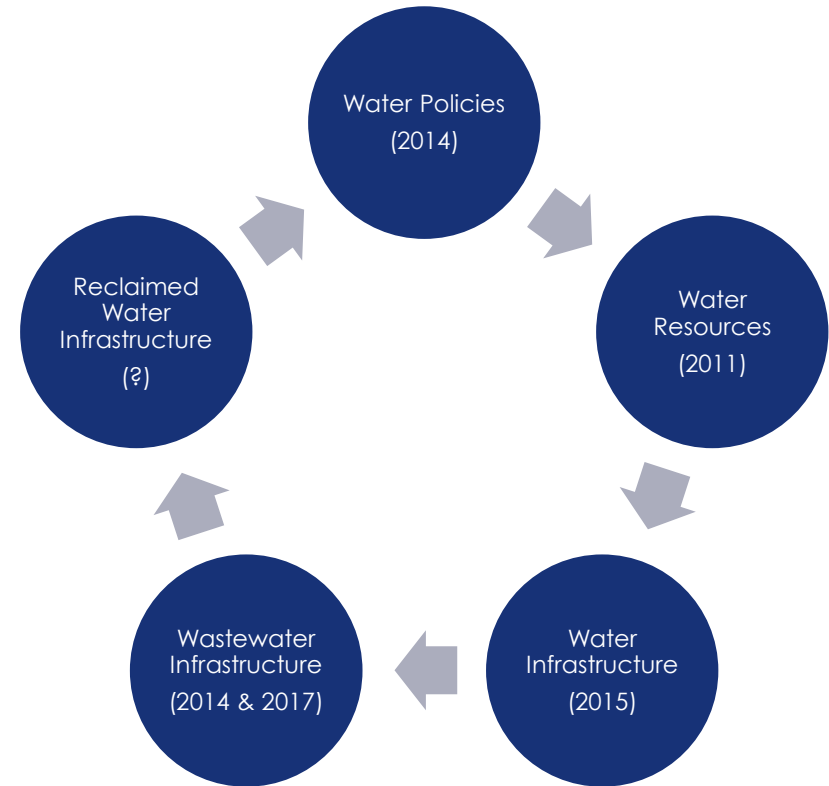 Water Policies
(2014)
Water
Resources
(2011)
Water
Infrastructure
(2015)
Wastewater
Infrastructure
(2014 & 2017)
Reclaimed
Water
Infrastructure
(?)